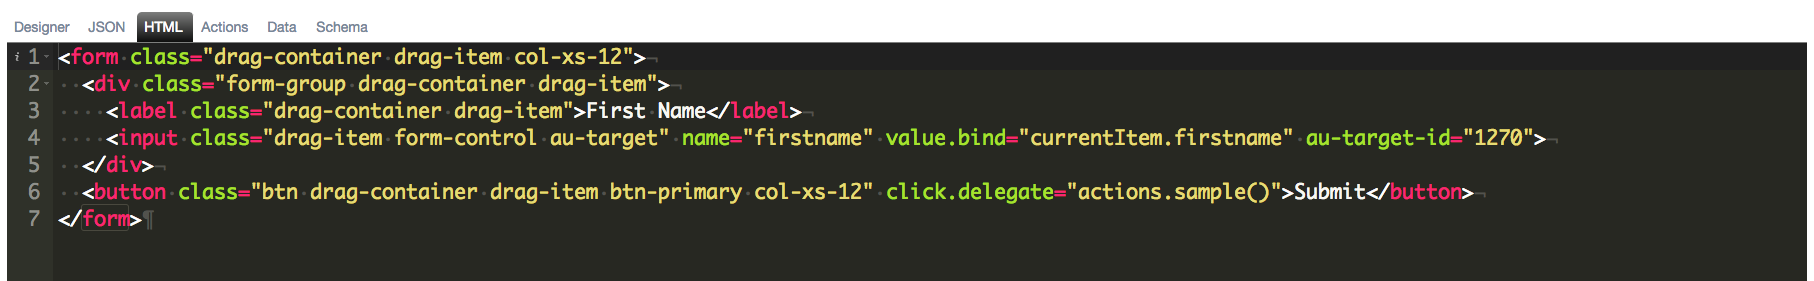 Designer JSON HTML Actions Data Schema
i 1 <form class="drag-container drag-item col-xs-12">¬
2 <div class="form-group drag-container drag-item">¬
3 <label class="drag-container drag-item">First Name</label>¬
4 <input class="drag-item form-control au-target" name="firstname" value.bind="currentItem.firstname" au-target-id="1270">¬
5 </div>¬
6 <button class="btn drag-container drag-item btn-primary col-xs-12" click.delegate="actions.sample()">Submit</button>¬
7 </form>¶